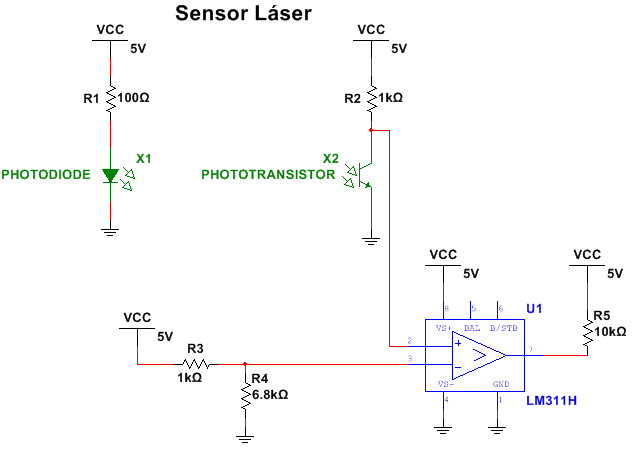 Sensor Láser
VCC
5V
R1
100Ω
X1
PHOTODIODE
VCC
5V
R2
1kΩ
X2
PHOTOTRANSISTOR
VCC
5V
R3
1kΩ
R4
6.8kΩ
VCC
5V
U1
8
5
6
VS+
BAL
B/STB
2
+
3
−
7
VS-
GND
4
1
LM311H
VCC
5V
R5
10kΩ